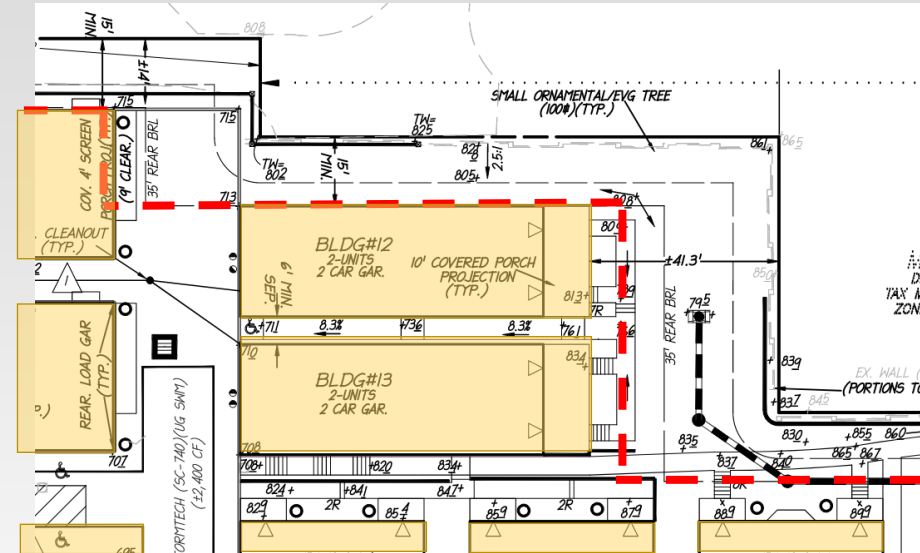 808
15'
MIN
±14'
715
715
COV. 4' SCREEN
(9' CLEAR.)
35' REAR BRL
713
CLEANOUT
(TYP.)
1
REAR. LOAD GAR
(TYP.)
707
TW=
825
TW=
802
15'
MIN.
SMALL ORNAMENTAL/EVG TREE
(100#)(TYP.)
805+
2.5:1
861
865
BLDG#12
2-UNITS
2 CAR GAR.
10' COVERED PORCH
PROJECTION
(TYP.)
6' MIN.
SEP.
813+
±41.3'
35' REAR BRL
795
850
TAX M
ZON
+711
8.3%
+736
8.3%
+761
710
834+
BLDG#13
2-UNITS
2 CAR GAR.
708
839
EX. WALL (
(PORTIONS TO
+837
845
830
+855
860
865
867
835
837
840
708+
+820
834+
824+
+841
847+
829
2R
854
859
2R
879
889
899
ORMTECH (SC-740)(UG SWM)
(±2,400 CF)
695